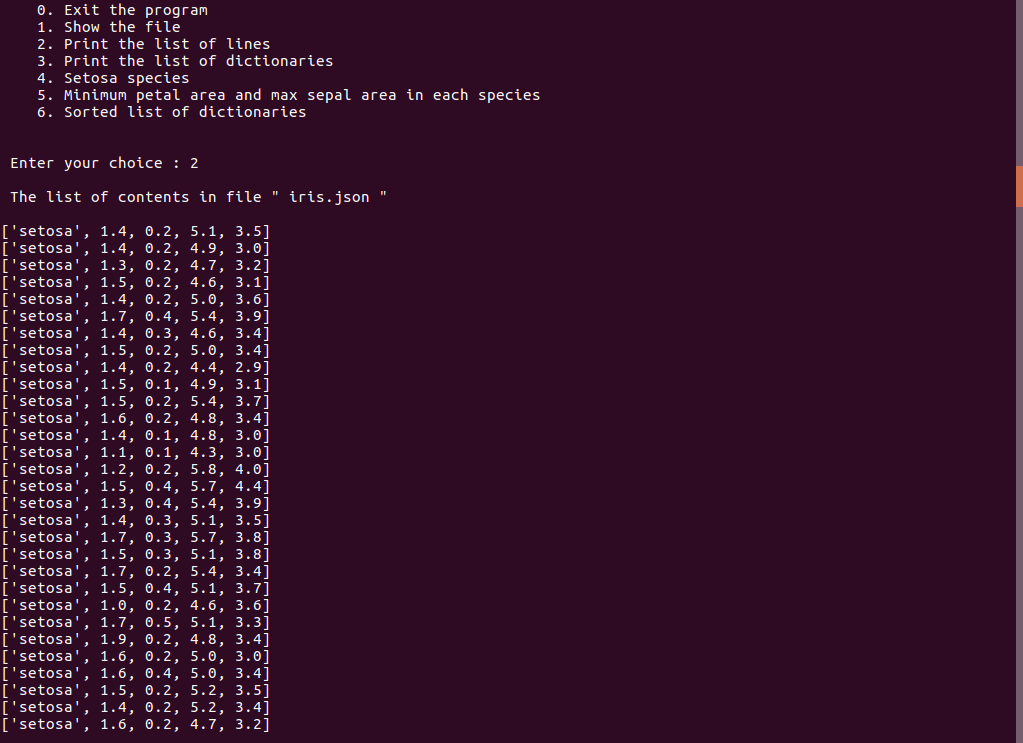 0. Exit the program
1. Show the file
2. Print the list of lines
3. Print the list of dictionaries
4. Setosa species
5. Minimum petal area and max sepal area in each species
6. Sorted list of dictionaries
Enter your choice : 2
The list of contents in file " iris.json "
['setosa', 1.4, 0.2, 5.1, 3.5]
['setosa', 1.4, 0.2, 4.9, 3.0]
['setosa', 1.3, 0.2, 4.7, 3.2]
['setosa', 1.5, 0.2, 4.6, 3.1]
['setosa', 1.4, 0.2, 5.0, 3.6]
['setosa', 1.7, 0.4, 5.4, 3.9]
['setosa', 1.4, 0.3, 4.6, 3.4]
['setosa', 1.5, 0.2, 5.0, 3.4]
['setosa', 1.4, 0.2, 4.4, 2.9]
['setosa', 1.5, 0.1, 4.9, 3.1]
['setosa', 1.5, 0.2, 5.4, 3.7]
['setosa', 1.6, 0.2, 4.8, 3.4]
['setosa', 1.4, 0.1, 4.8, 3.0]
['setosa', 1.1, 0.1, 4.3, 3.0]
['setosa', 1.2, 0.2, 5.8, 4.0]
['setosa', 1.5, 0.4, 5.7, 4.4]
['setosa', 1.3, 0.4, 5.4, 3.9]
['setosa', 1.4, 0.3, 5.1, 3.5]
['setosa', 1.7, 0.3, 5.7, 3.8]
['setosa', 1.5, 0.3, 5.1, 3.8]
['setosa', 1.7, 0.2, 5.4, 3.4]
['setosa', 1.5, 0.4, 5.1, 3.7]
['setosa', 1.0, 0.2, 4.6, 3.6]
['setosa', 1.7, 0.5, 5.1, 3.3]
['setosa', 1.9, 0.2, 4.8, 3.4]
['setosa', 1.6, 0.2, 5.0, 3.0]
['setosa', 1.6, 0.4, 5.0, 3.4]
['setosa', 1.5, 0.2, 5.2, 3.5]
['setosa', 1.4, 0.2, 5.2, 3.4]
['setosa', 1.6, 0.2, 4.7, 3.2]